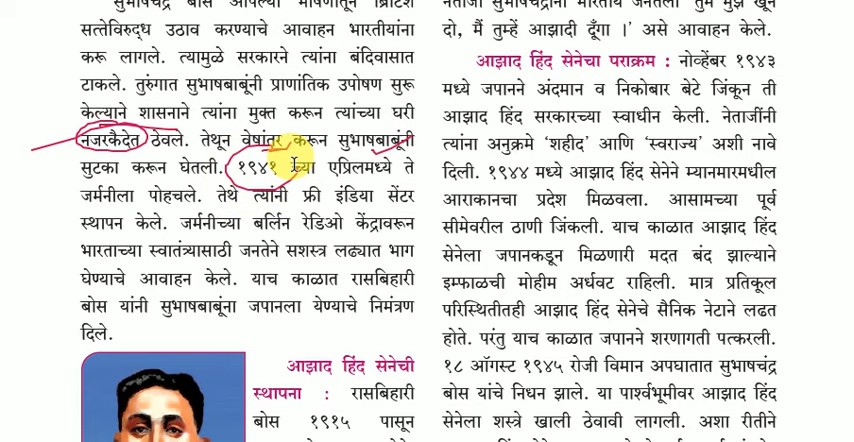 सुभाषचंद्र बोस आपल्या भाषणातून ब्रिटिश
सत्तेविरुद्ध उठाव करण्याचे आवाहन भारतीयांना
करू लागले. त्यामुळे सरकारने त्यांना बंदिवासात
टाकले. तुरुंगात सुभाषबाबूंनी प्राणांतिक उपोषण सुरू
केल्याने शासनाने त्यांना मुक्त करून त्यांच्या घरी
नजरकैदेत ठेवले. तेथून वेषांतर करून सुभाषबाबूंनी
सुटका करून घेतली. १९४१ च्या एप्रिलमध्ये ते
जर्मनीला पोहचले. तेथे त्यांनी फ्री इंडिया सेंटर
स्थापन केले. जर्मनीच्या बर्लिन रेडिओ केंद्रावरून
भारताच्या स्वातंत्र्यासाठी जनतेने सशस्त्र लढ्यात भाग
घेण्याचे आवाहन केले. याच काळात रासबिहारी
बोस यांनी सुभाषबाबूंना जपानला येण्याचे निमंत्रण
दिले.
आझाद हिंद सेनेची
स्थापना : रासबिहारी
बोस १९१५ पासून
नेताजी सुभाषचंद्रांनी भारतीय जनतेला 'तुम मुझे खून
दो, मैं तुम्हें आझादी दूँगा ।' असे आवाहन केले.
आझाद हिंद सेनेचा पराक्रम : नोव्हेंबर १९४३
मध्ये जपानने अंदमान व निकोबार बेटे जिंकून ती
आझाद हिंद सरकारच्या स्वाधीन केली. नेताजींनी
त्यांना अनुक्रमे 'शहीद' आणि 'स्वराज्य' अशी नावे
दिली. १९४४ मध्ये आझाद हिंद सेनेने म्यानमारमधील
आराकानचा प्रदेश मिळवला. आसामच्या पूर्व
सीमेवरील ठाणी जिंकली. याच काळात आझाद हिंद
सेनेला जपानकडून मिळणारी मदत बंद झाल्याने
इम्फाळची मोहीम अर्धवट राहिली. मात्र प्रतिकूल
परिस्थितीतही आझाद हिंद सेनेचे सैनिक नेटाने लढत
होते. परंतु याच काळात जपानने शरणागती पत्करली.
१८ ऑगस्ट १९४५ रोजी विमान अपघातात सुभाषचंद्र
बोस यांचे निधन झाले. या पार्श्वभूमीवर आझाद हिंद
सेनेला शस्त्रे खाली ठेवावी लागली. अशा रीतीने